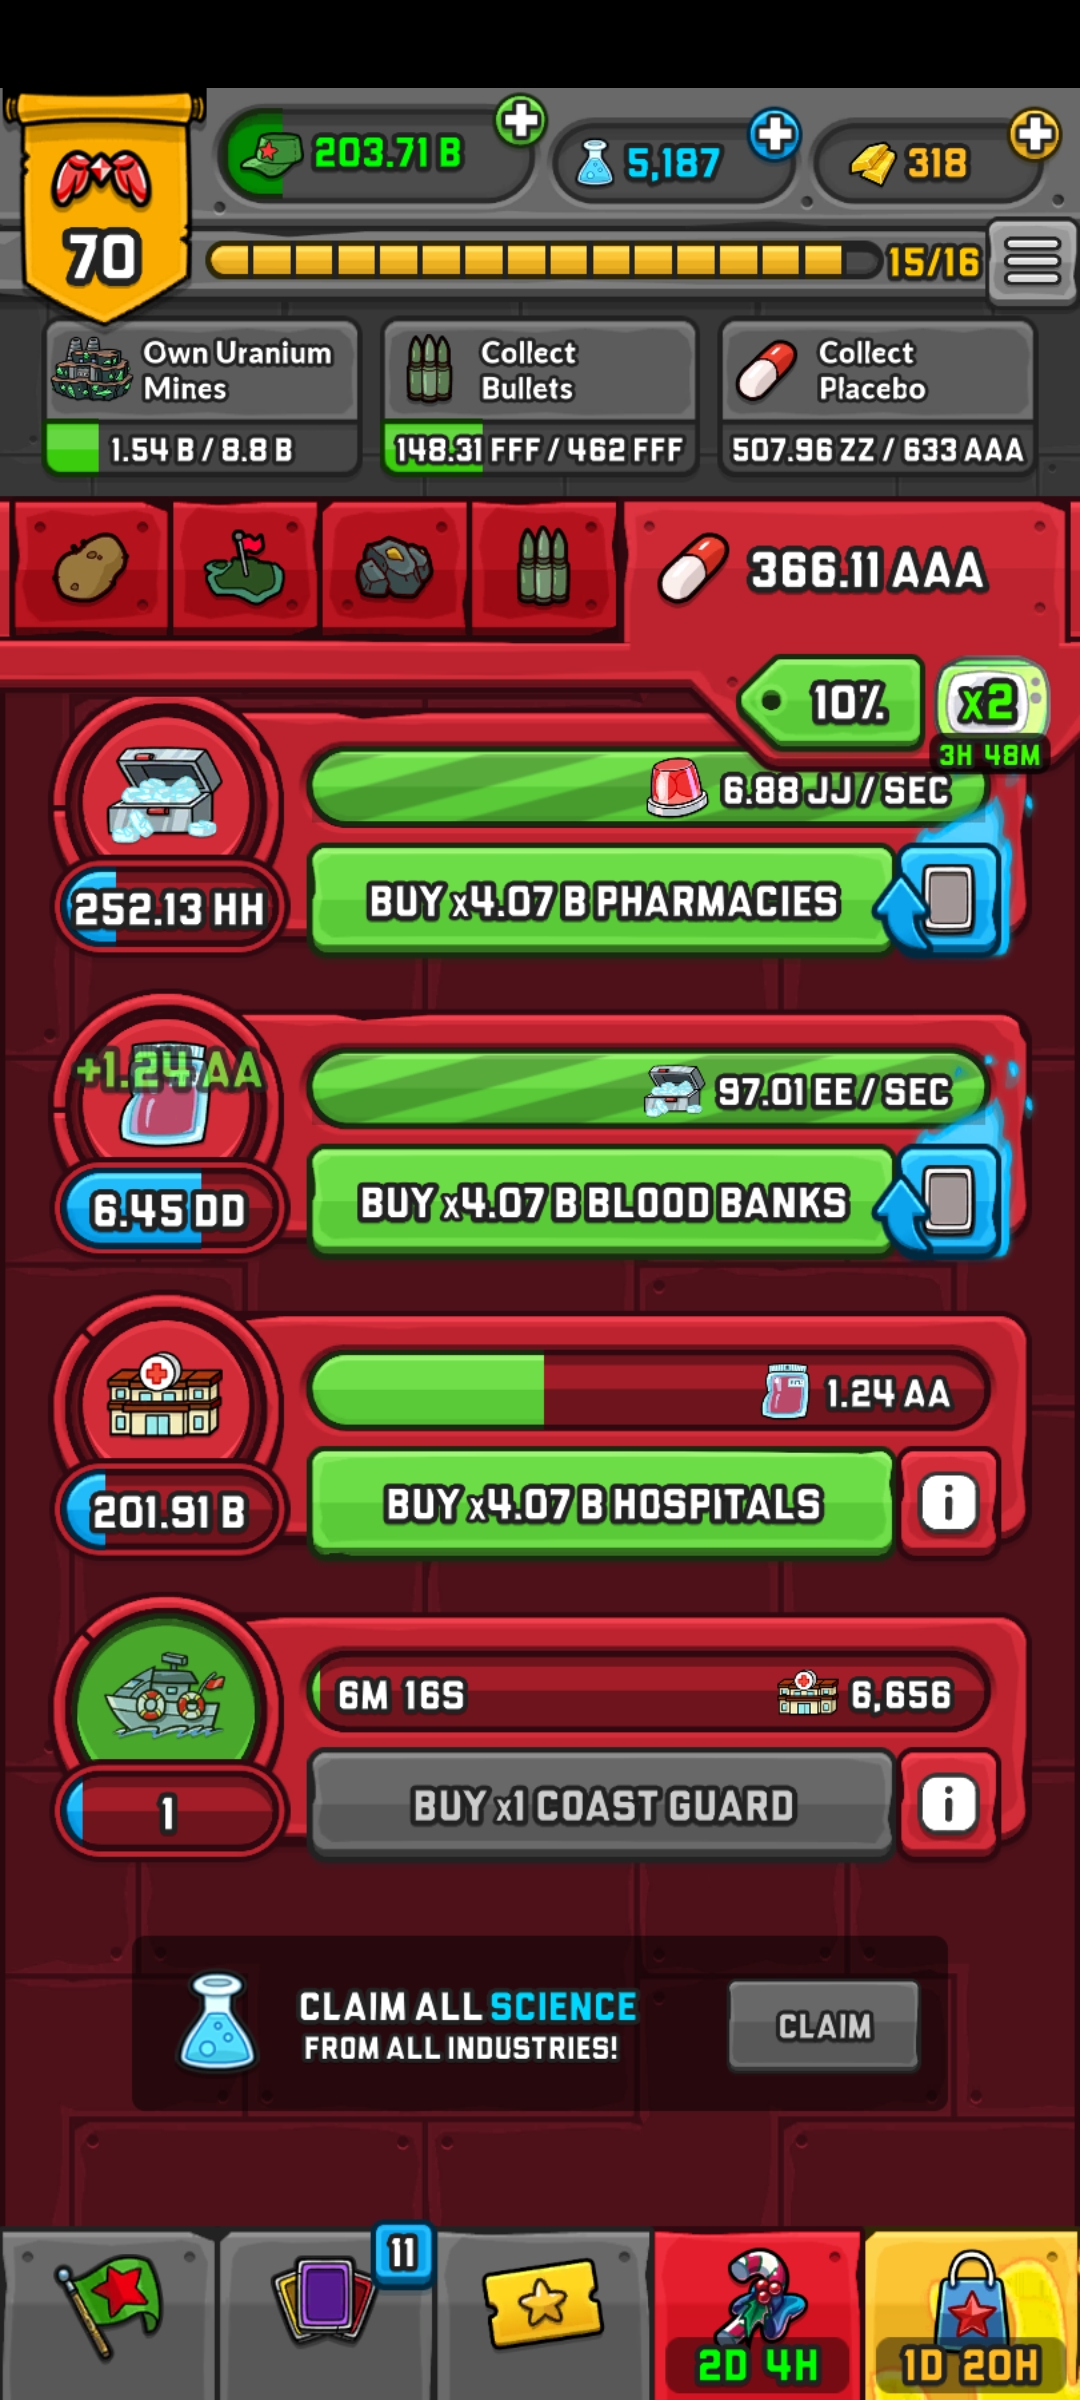 203.71 B
5,187
318
70
15/16
Own Uranium
Mines
1.54 B / 8.8 B
Collect
Bullets
148.31 FFF / 462 FFF
Collect
Placebo
507.96 ZZ / 633 AAA
366.11 AAA
10%
x2
3H 48M
6.88 JJ / SEC
252.13 HH
BUY x4.07 B PHARMACIES
+1.24 AA
97.01 EE / SEC
6.45 DD
BUY x4.07 B BLOOD BANKS
1.24 AA
201.91 B
BUY x4.07 B HOSPITALS
i
6M 16S
6,656
1
BUY x1 COAST GUARD
i
CLAIM ALL SCIENCE
FROM ALL INDUSTRIES!
CLAIM
11
2D 4H
1D 20H